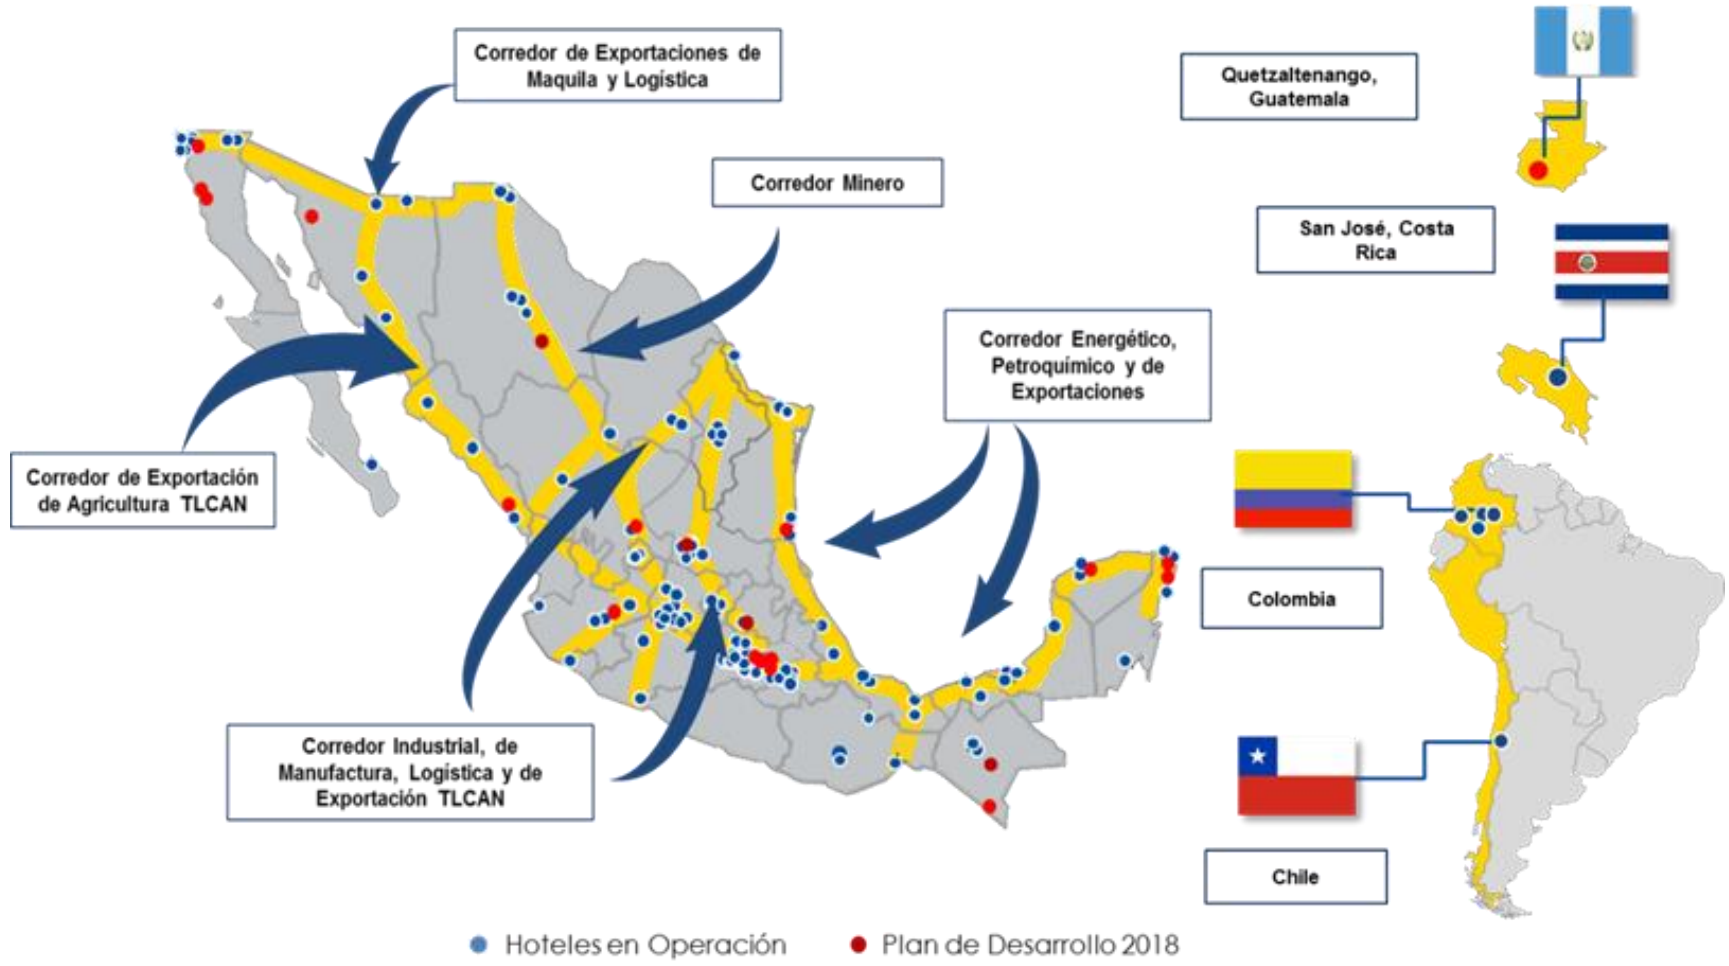 Corredor de Exportaciones de
Maquila y Logística
Quetzaltenango,
Guatemala
Corredor Minero
San José, Costa
Rica
Corredor Energético,
Petroquímico y de
Exportaciones
Corredor de Exportación
de Agricultura TLCAN
Colombia
Corredor Industrial, de
Manufactura, Logística y de
Exportación TLCAN
Chile
Hoteles en Operación
Plan de Desarrollo 2018